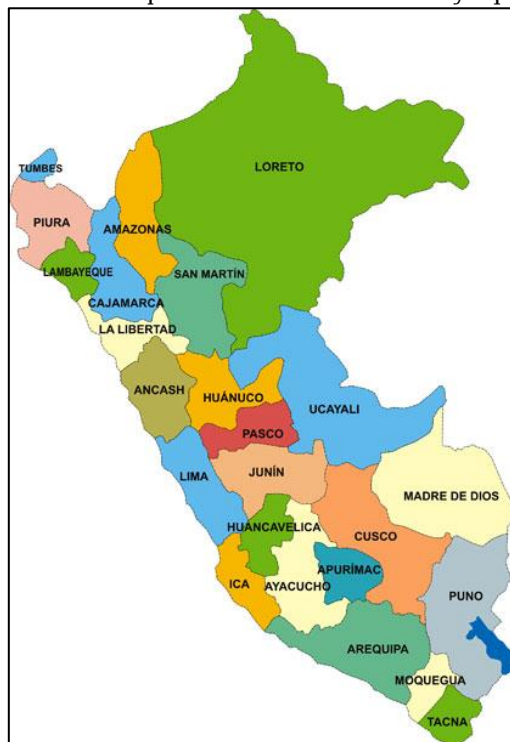 LORETO
TUMBES
PIURA
AMAZONAS
LAMBAYEQUE
SAN MARTÍN
CAJAMARCA
LA LIBERTAD
ANCASH
HUÁNUCO
UCAYALI
PASCO
LIMA
JUNÍN
MADRE DE DIOS
HUANCAVELICA
CUSCO
APURÍMAC
ICA
AYACUCHO
PUNO
AREQUIPA
MOQUEGUA
TACNA